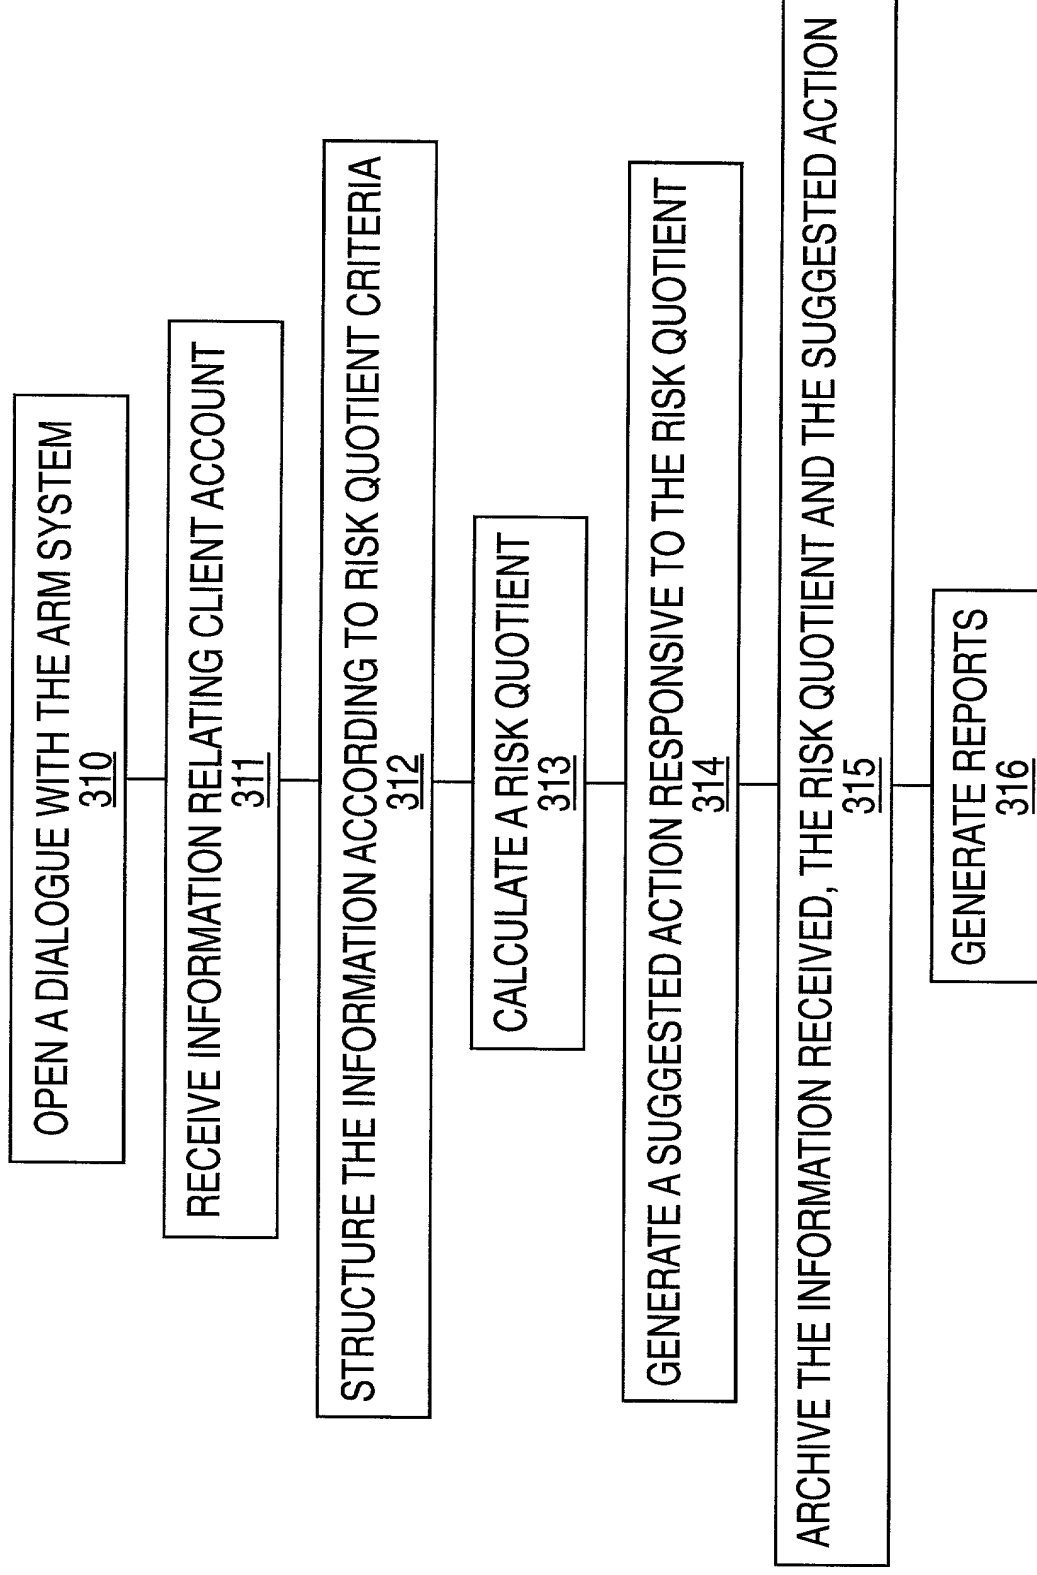 OPEN A DIALOGUE WITH THE ARM SYSTEM
310
RECEIVE INFORMATION RELATING CLIENT ACCOUNT
311
STRUCTURE THE INFORMATION ACCORDING TO RISK QUOTIENT CRITERIA
312
CALCULATE A RISK QUOTIENT
313
GENERATE A SUGGESTED ACTION RESPONSIVE TO THE RISK QUOTIENT
314
ARCHIVE THE INFORMATION RECEIVED, THE RISK QUOTIENT AND THE SUGGESTED ACTION
315
GENERATE REPORTS
316